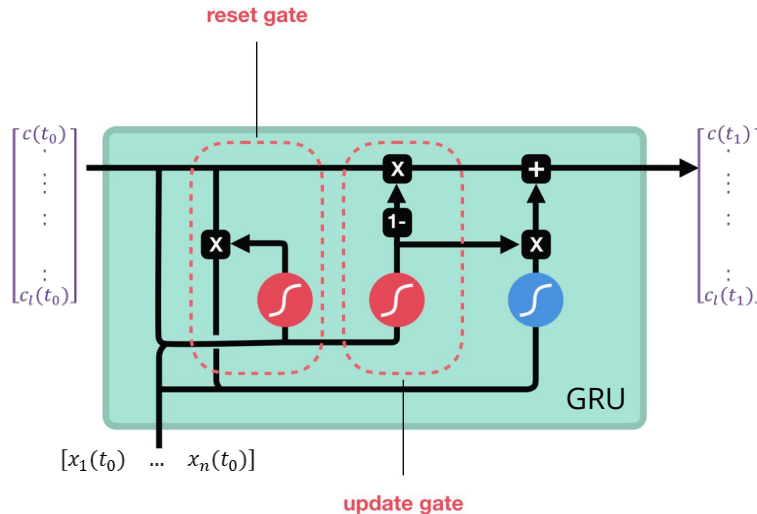 reset gate
c(t₀)
⋮
⋮
⋮
cₗ(t₀)
X
+
1-
X
X
c(t₁)
⋮
⋮
⋮
cₗ(t₁)
GRU
[x₁(t₀) ... xₙ(t₀)]
update gate